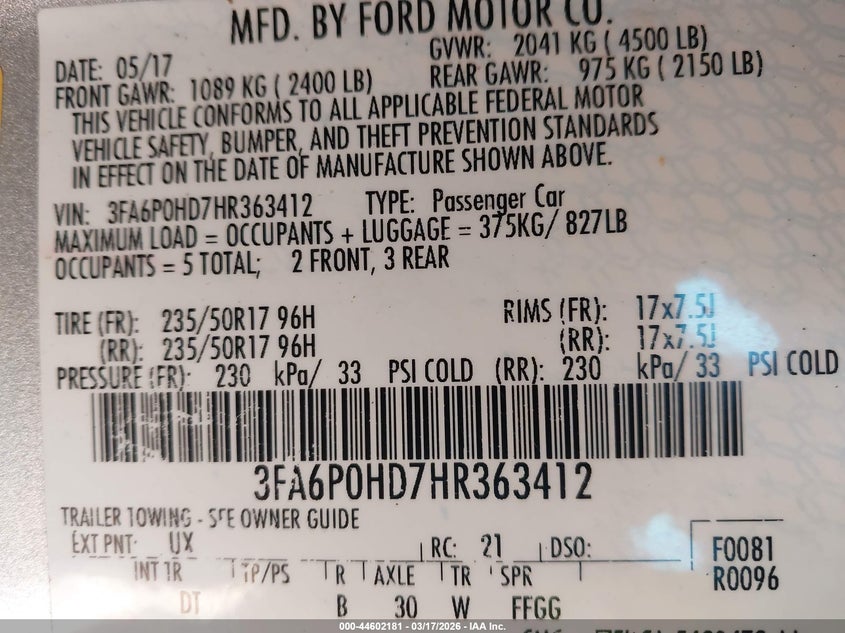 MFD. BY FORD MOTOR CO.
DATE: 05/17 GVWR: 2041 KG ( 4500 LB)
FRONT GAWR: 1089 KG ( 2400 LB) REAR GAWR: 975 KG ( 2150 LB)
THIS VEHICLE CONFORMS TO ALL APPLICABLE FEDERAL MOTOR
VEHICLE SAFETY, BUMPER, AND THEFT PREVENTION STANDARDS
IN EFFECT ON THE DATE OF MANUFACTURE SHOWN ABOVE.
VIN: 3FA6P0HD7HR363412 TYPE: Passenger Car
MAXIMUM LOAD = OCCUPANTS + LUGGAGE = 375KG/ 827LB
OCCUPANTS = 5 TOTAL; 2 FRONT, 3 REAR
TIRE (FR): 235/50R17 96H RIMS (FR): 17x7.5J
(RR): 235/50R17 96H (RR): 17x7.5J
PRESSURE (FR): 230 kPa/ 33 PSI COLD (RR): 230 kPa/ 33 PSI COLD
3FA6P0HD7HR363412
TRAILER TOWING - SEE OWNER GUIDE
EXT PNT: UX RC: 21 DSO: F0081
INT TR TP/PS R AXLE TR SPR R0096
DT B 30 W FFGG
000-44602181 - 03/17/2026 - IAA Inc.